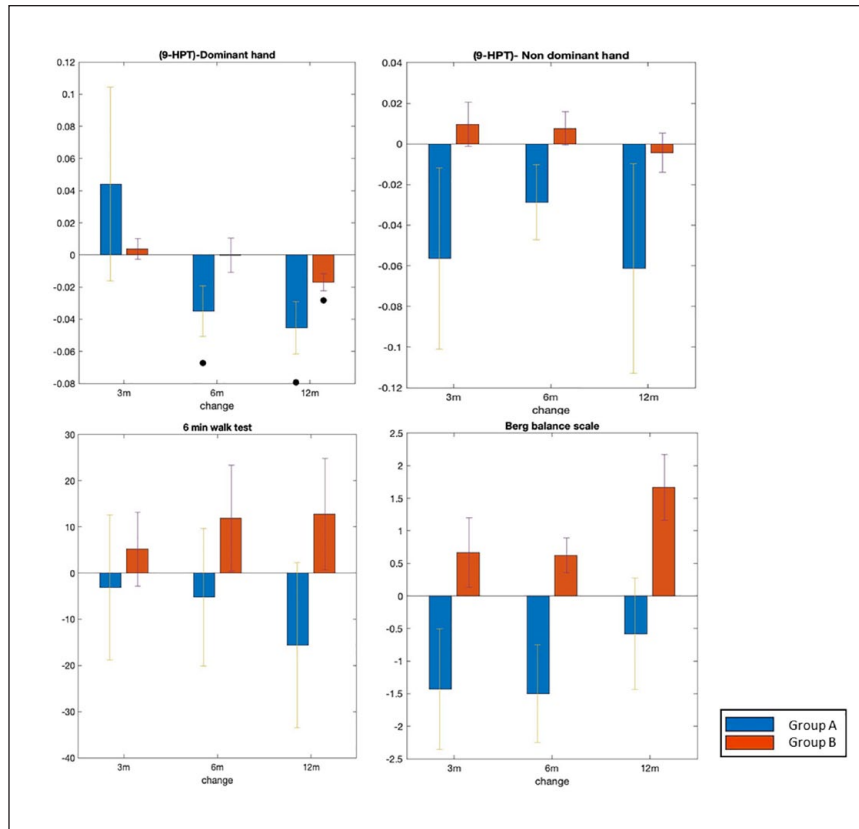 (9-HPT)-Dominant hand
0.12
0.1
0.08
0.06
0.04
0.02
0
-0.02
-0.04
-0.06
-0.08
3m
6m
12m
change
(9-HPT)- Non dominant hand
0.04
0.02
0
-0.02
-0.04
-0.06
-0.08
-0.1
-0.12
3m
6m
12m
change
6 min walk test
30
20
10
0
-10
-20
-30
-40
3m
6m
12m
change
Berg balance scale
2.5
2
1.5
1
0.5
0
-0.5
-1
-1.5
-2
-2.5
3m
6m
12m
change
Group A
Group B